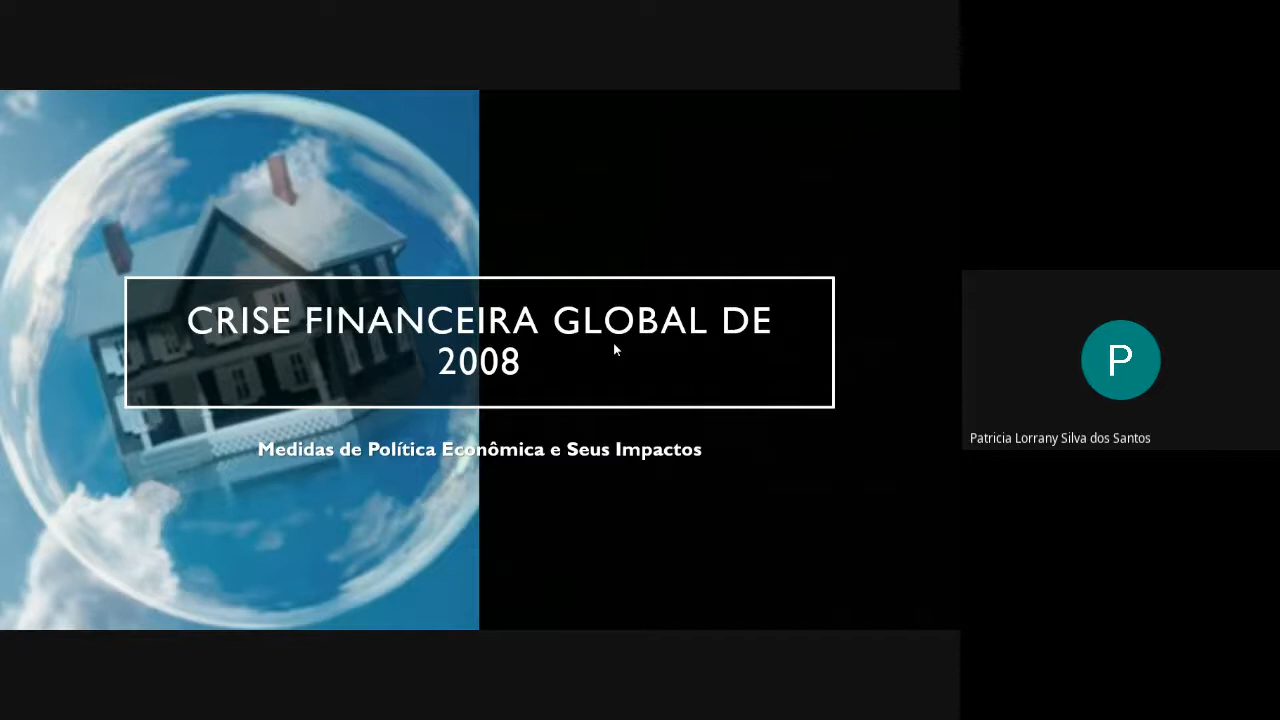 CRISE FINANCEIRA GLOBAL DE
2008
Medidas de Política Econômica e Seus Impactos
P
Patricia Lorrany Silva dos Santos